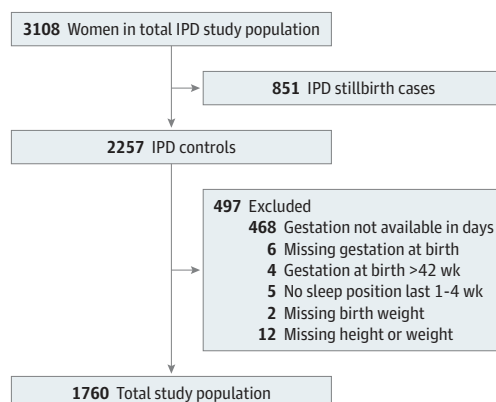 3108 Women in total IPD study population
851 IPD stillbirth cases
2257 IPD controls
497 Excluded
468 Gestation not available in days
6 Missing gestation at birth
4 Gestation at birth >42 wk
5 No sleep position last 1-4 wk
2 Missing birth weight
12 Missing height or weight
1760 Total study population